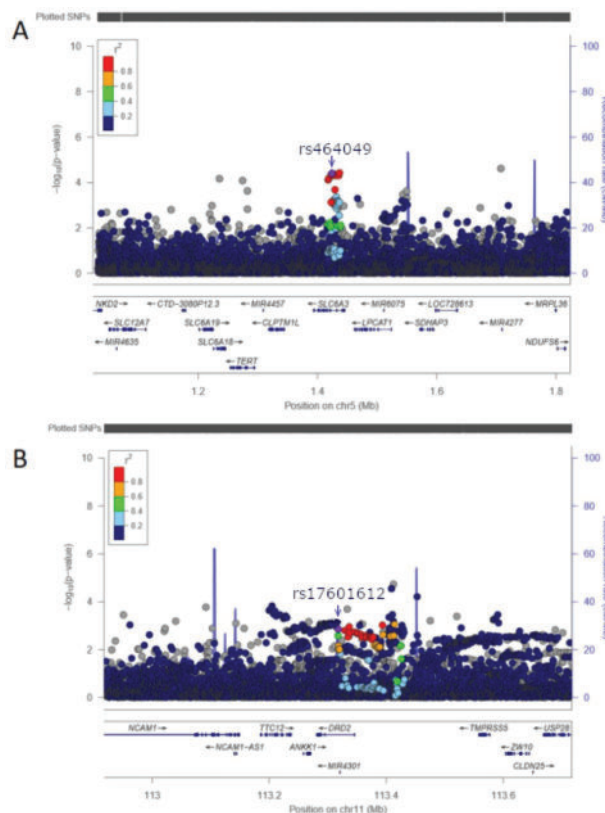 Plotted SNPs
A
10
8
6
4
2
0
−log10(p-value)
r2
0.8
0.6
0.4
0.2
rs464049
100
80
60
40
20
0
NKD2→ ←CTD-3080P12.3 ←MIR4457 ←SLC6A3 ←MIR6075 ←LOC728613 ←MRPL36
←SLC12A7 SLC6A19→ ←CLPTM1L ←LPCAT1 ←SDHAP3 ←MIR4277
←MIR4635 SLC6A18→ NDUFS6→
←TERT
1.2 1.4 1.6 1.8
Position on chr5 (Mb)
Plotted SNPs
B
10
8
6
4
2
0
−log10(p-value)
r2
0.8
0.6
0.4
0.2
rs17601612
100
80
60
40
20
0
NCAM1→ TTC12→ ←DRD2 ←TMPRSS5 ←USP28
←NCAM1-AS1 ANKK1→ ←ZW10
←MIR4301 CLDN25→
113 113.2 113.4 113.6
Position on chr11 (Mb)